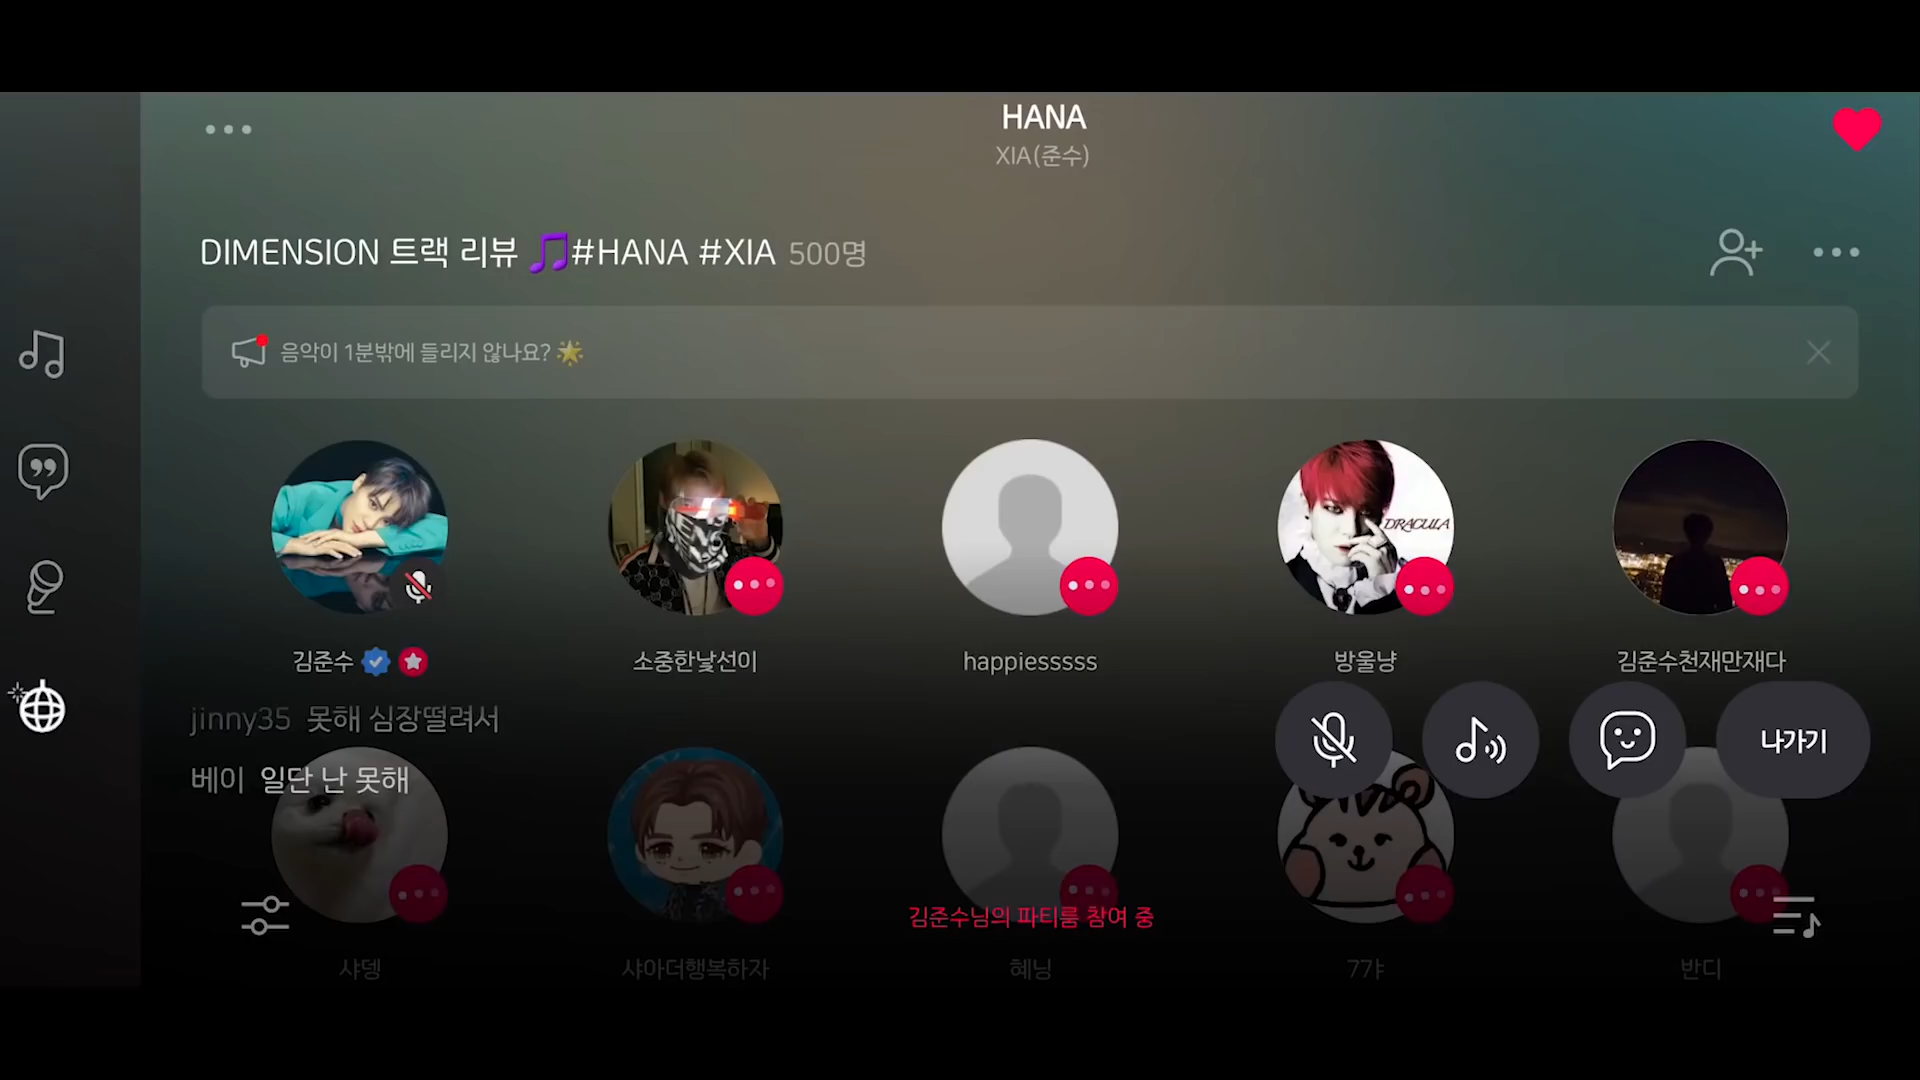 HANA
XIA(준수)
DIMENSION 트랙 리뷰 🎵#HANA #XIA 500명
음악이 1분밖에 들리지 않나요? 🌟
DRACULA
김준수
소중한낮선이
happiesssss
방울냥
김준수천재만재다
jinny35 못해 심장떨려서
베이 일단 난 못해
나가기
김준수님의 파티룸 참여 중
샤뎅
샤아더행복하자
혜닝
77ㅑ
반디